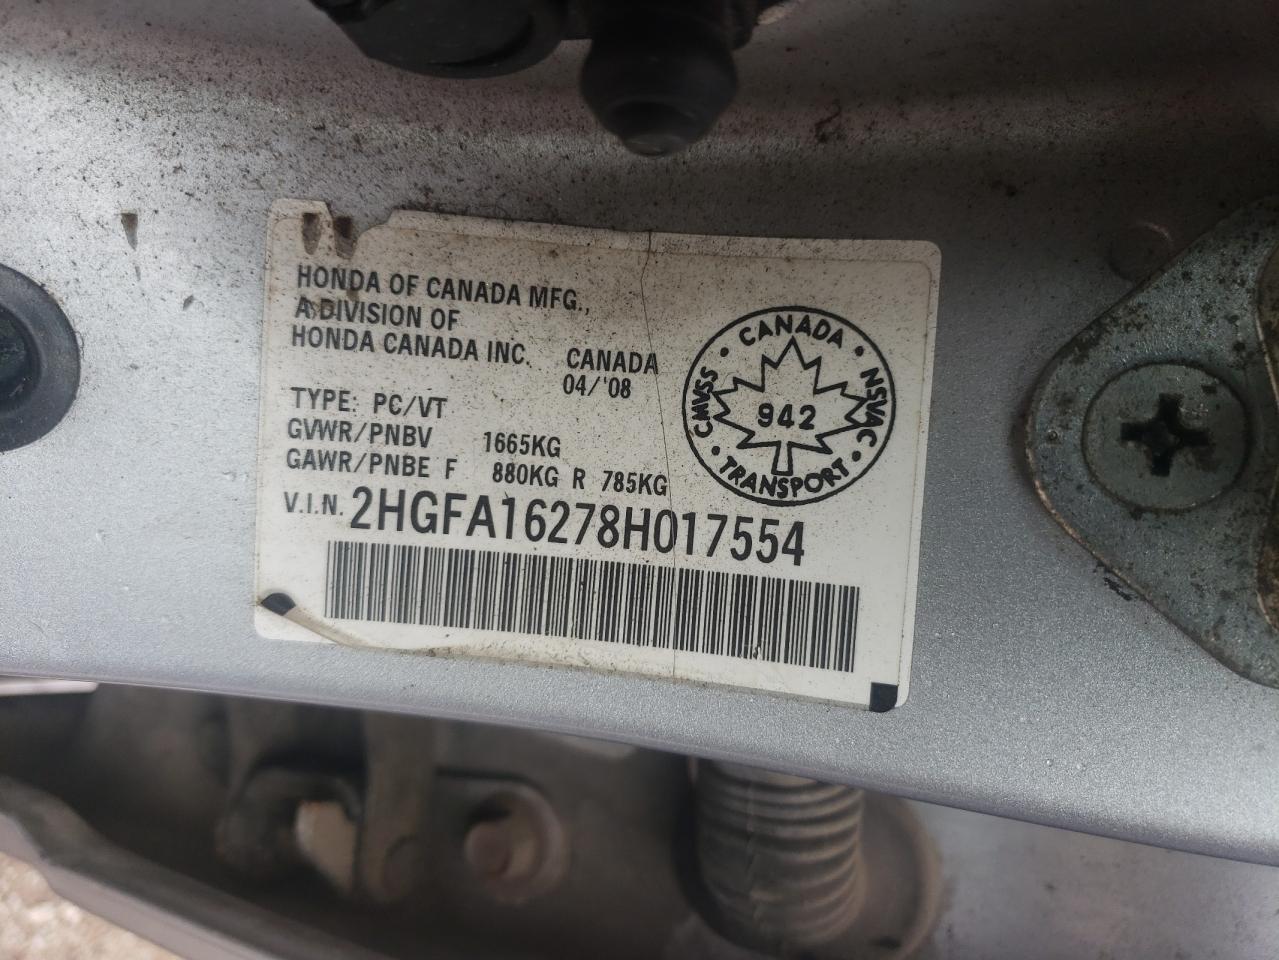 HONDA OF CANADA MFG.,
A DIVISION OF
HONDA CANADA INC. CANADA
04/'08
TYPE: PC/VT
GVWR/PNBV 1665KG
GAWR/PNBE F 880KG R 785KG
V.I.N. 2HGFA16278H017554
CANADA • NSVAC • TRANSPORT • CMVSS •
942